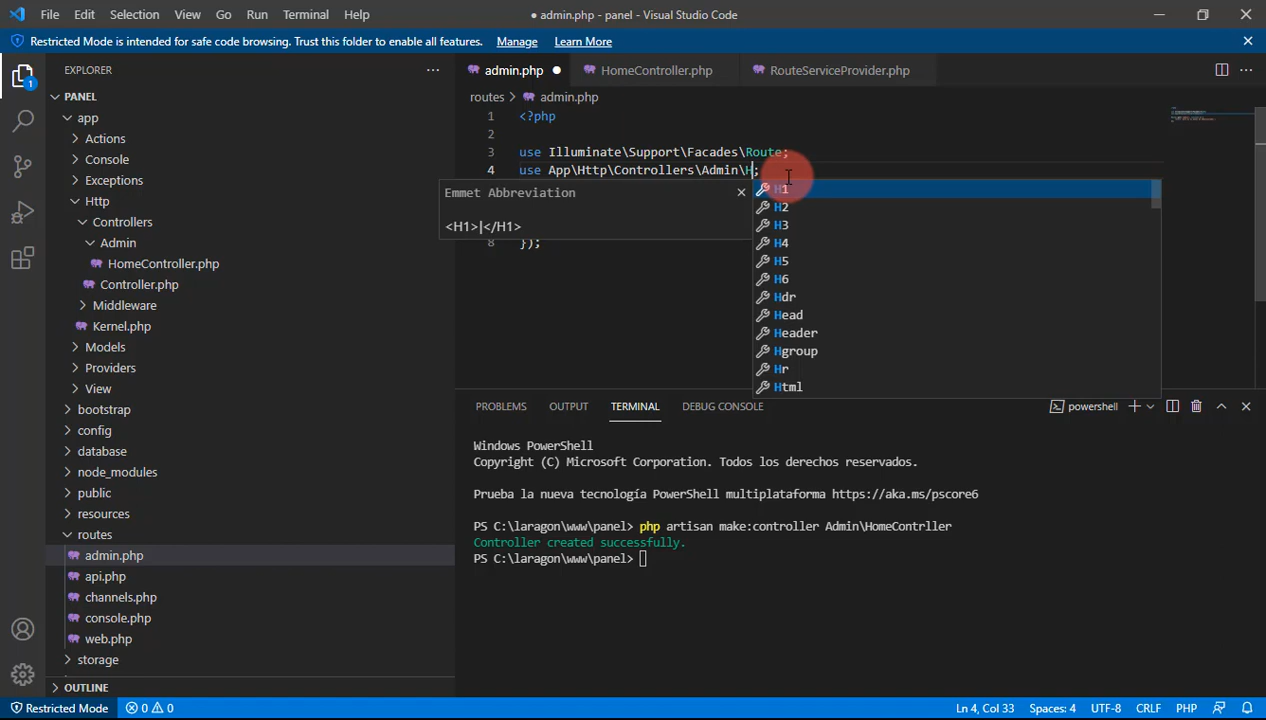 File Edit Selection View Go Run Terminal Help
● admin.php - panel - Visual Studio Code
Restricted Mode is intended for safe code browsing. Trust this folder to enable all features. Manage Learn More
EXPLORER
PANEL
app
Actions
Console
Exceptions
Http
Controllers
Admin
HomeController.php
Controller.php
Middleware
Kernel.php
Models
Providers
View
bootstrap
config
database
node_modules
public
resources
routes
admin.php
api.php
channels.php
console.php
web.php
storage
OUTLINE
1
admin.php HomeController.php RouteServiceProvider.php
routes > admin.php
1 <?php
2
3 use Illuminate\Support\Facades\Route;
4 use App\Http\Controllers\Admin\H;
Emmet Abbreviation
<H1>|</H1>
8 });
H1
H2
H3
H4
H5
H6
Hdr
Head
Header
Hgroup
Hr
Html
PROBLEMS OUTPUT TERMINAL DEBUG CONSOLE
powershell
Windows PowerShell
Copyright (C) Microsoft Corporation. Todos los derechos reservados.
Prueba la nueva tecnología PowerShell multiplataforma https://aka.ms/pscore6
PS C:\laragon\www\panel> php artisan make:controller Admin\HomeContrller
Controller created successfully.
PS C:\laragon\www\panel>
Restricted Mode 0 0
Ln 4, Col 33 Spaces: 4 UTF-8 CRLF PHP